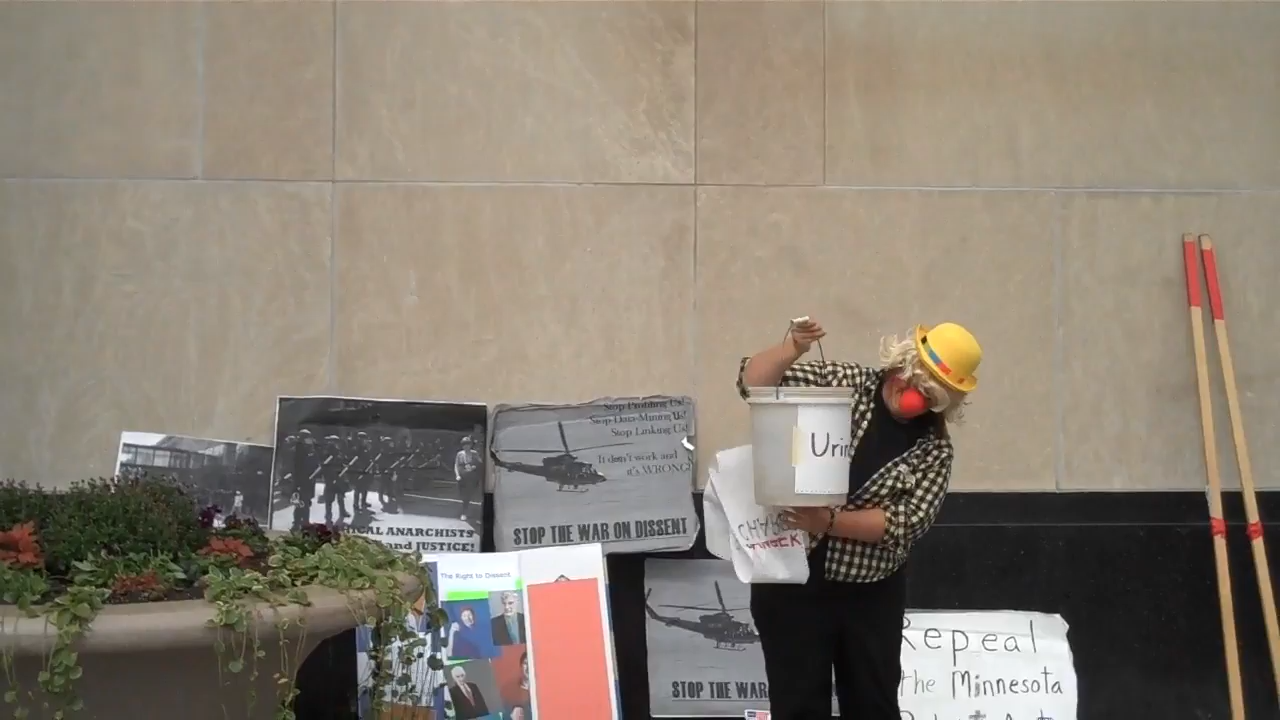 ICAL ANARCHISTS
and JUSTICE!
Stop Profiling Us!
Stop Data-Mining Us!
Stop Linking Us!
It don't work and
it's WRONG!
STOP THE WAR ON DISSENT
The Right to Dissent
STOP THE WAR
Urin
Repeal
the Minnesota